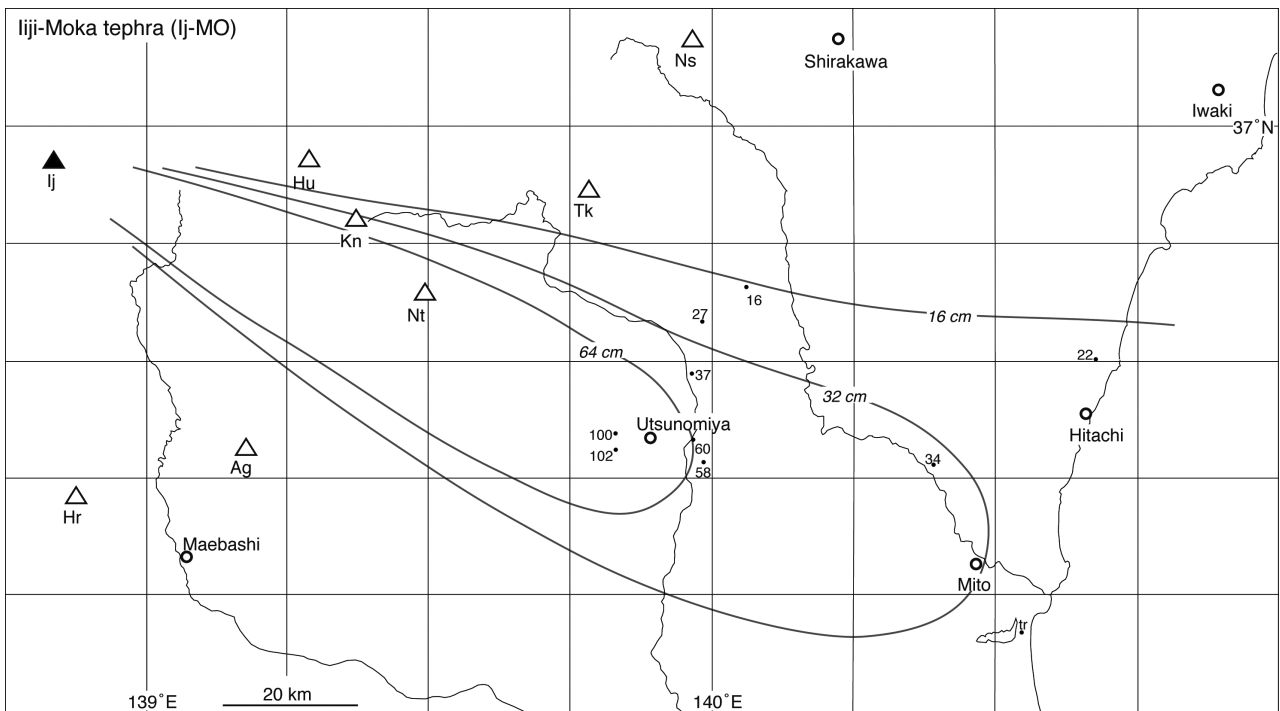 Iiji-Moka tephra (Ij-MO)
Ns
Shirakawa
Iwaki
37˚N
Ij
Hu
Tk
Kn
Nt
16
27
16 cm
64 cm
22
37
32 cm
Utsunomiya
100
102
60
58
Hitachi
34
Ag
Hr
Maebashi
Mito
tr
139˚E
20 km
140˚E